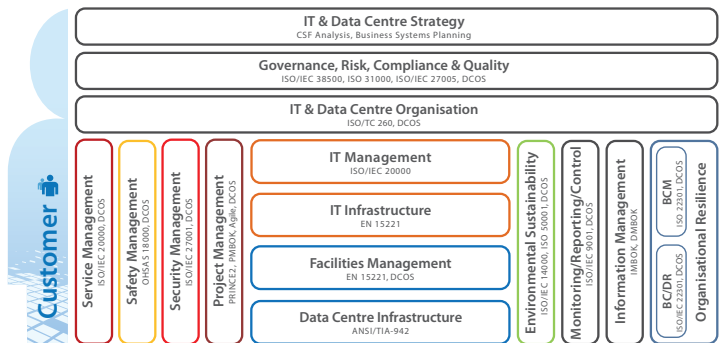 IT & Data Centre Strategy
CSF Analysis, Business Systems Planning
Governance, Risk, Compliance & Quality
ISO/IEC 38500, ISO 31000, ISO/IEC 27005, DCOS
IT & Data Centre Organisation
ISO/TC 260, DCOS
Customer
Service Management
ISO/IEC 20000, DCOS
Safety Management
OHSAS 18000, DCOS
Security Management
ISO/IEC 27001, DCOS
Project Management
PRINCE2, PMBOK, Agile, DCOS
IT Management
ISO/IEC 20000
IT Infrastructure
EN 15221
Facilities Management
EN 15221, DCOS
Data Centre Infrastructure
ANSI/TIA-942
Environmental Sustainability
ISO/IEC 14000, ISO 50001, DCOS
Monitoring/Reporting/Control
ISO/IEC 9001, DCOS
Information Management
IMBOK, DMBOK
BCM
ISO 22301, DCOS
BC/DR
ISO/IEC 22301, DCOS
Organisational Resilience